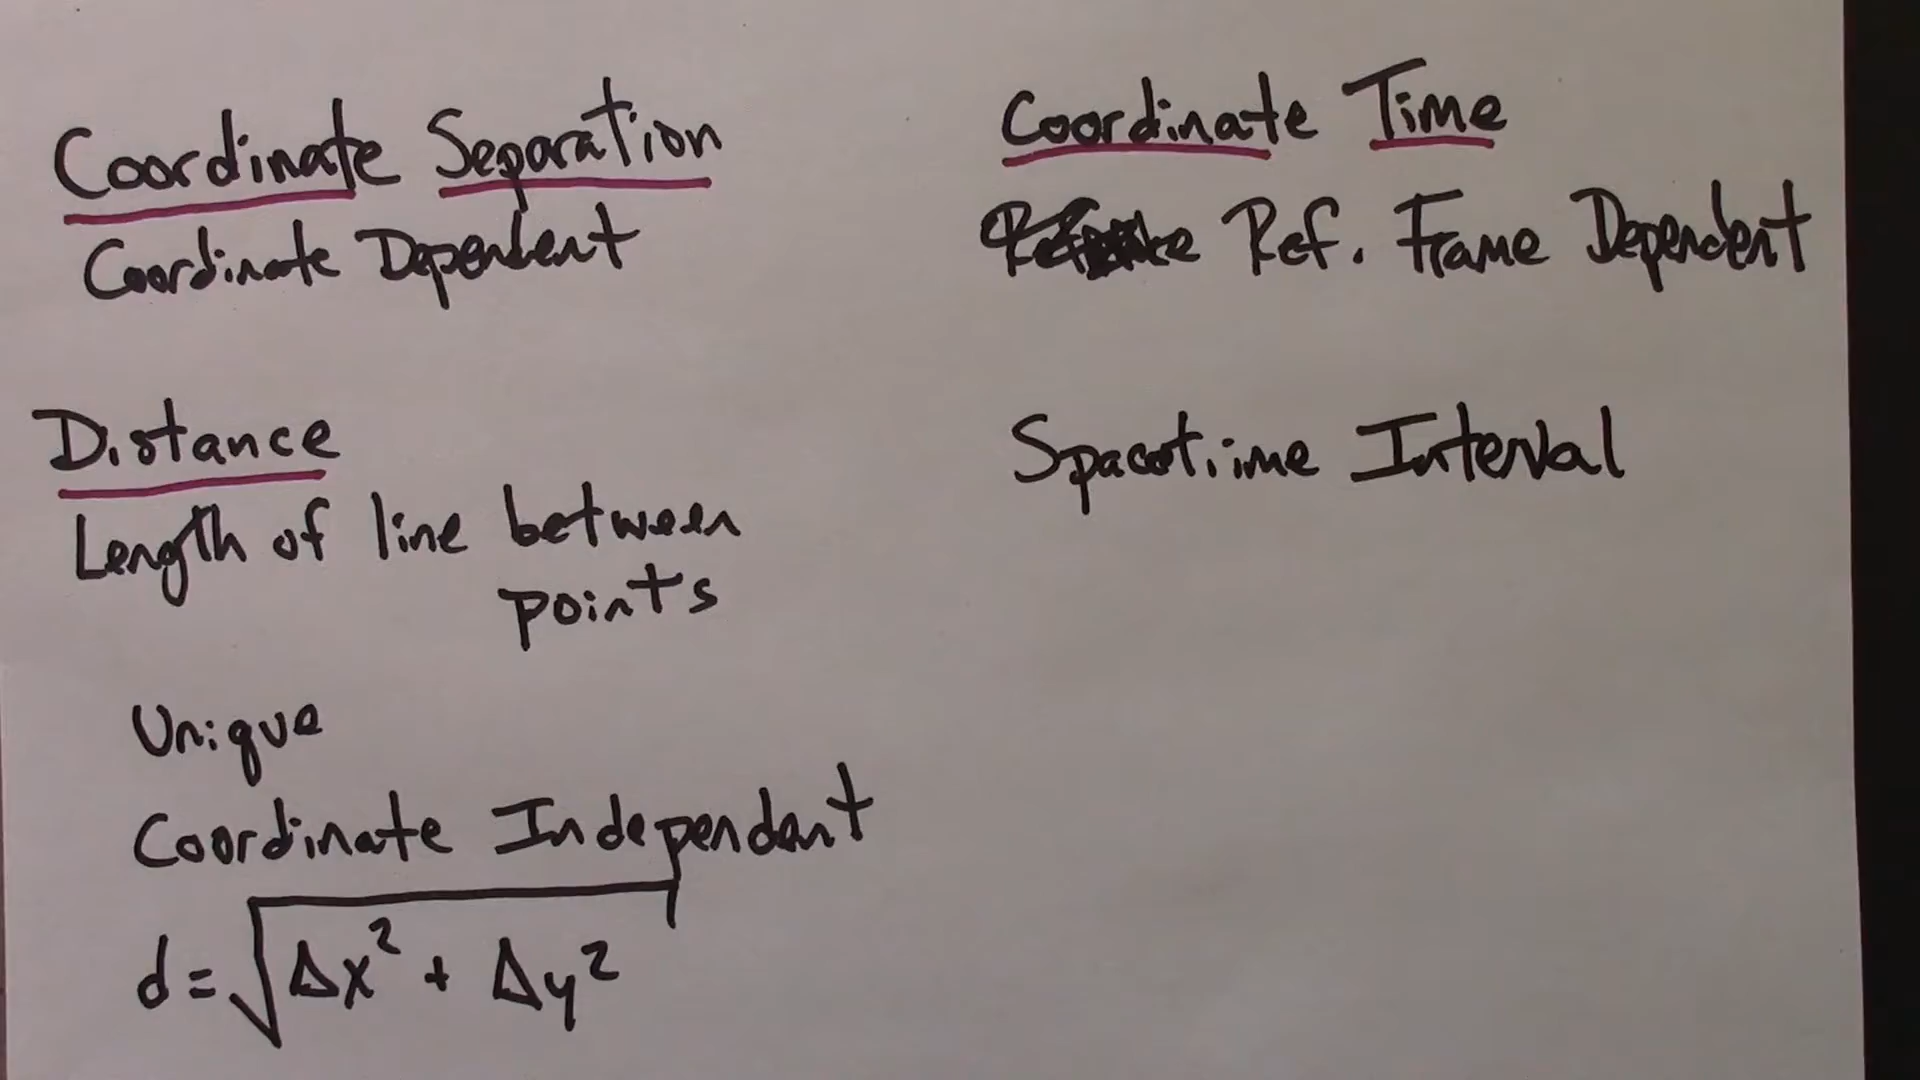 Coordinate Separation
Coordinate Dependent
Distance
Length of line between
points
Unique
Coordinate Independent
d = √Δx² + Δy²
Coordinate Time
Ref. Frame Dependent
Spacetime Interval